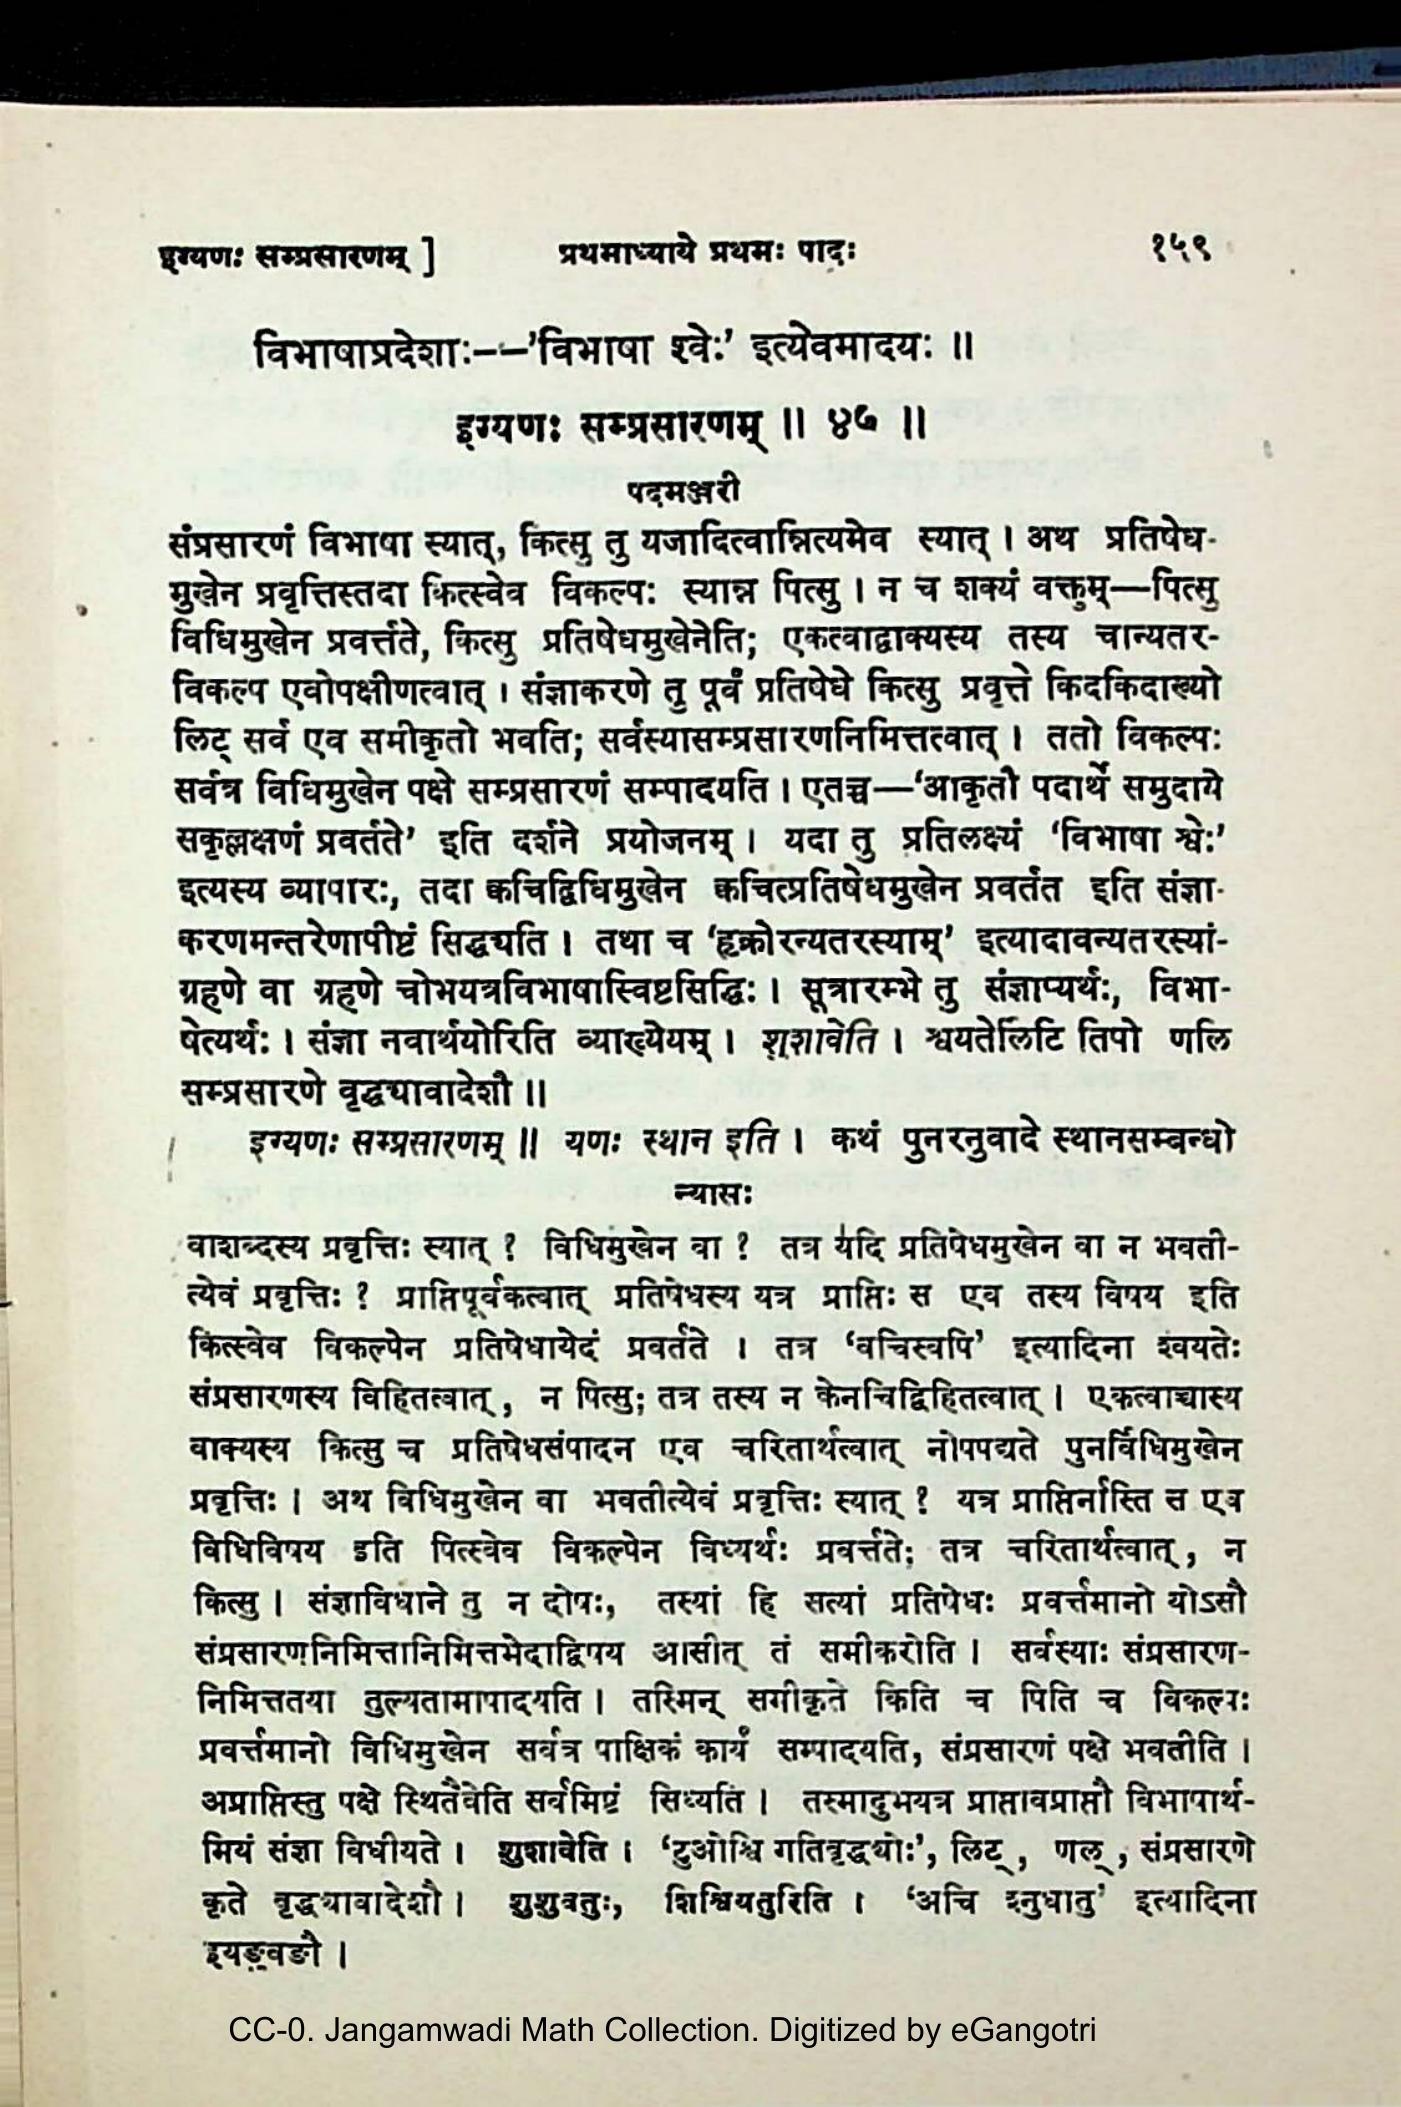 इग्यणः सम्प्रसारणम् ] प्रथमाध्याये प्रथमः पादः १५९
विभाषाप्रदेशाः--'विभाषा श्वेः' इत्येवमादयः ॥
इग्यणः सम्प्रसारणम् ॥ ४५ ॥
पदमञ्जरी
संप्रसारणं विभाषा स्यात्, कित्सु तु यजादित्वान्नित्यमेव स्यात् । अथ प्रतिषेध-
मुखेन प्रवृत्तिस्तदा कित्स्वेव विकल्पः स्यान्न पित्सु । न च शक्यं वक्तुम्—पित्सु
विधिमुखेन प्रवर्त्तते, कित्सु प्रतिषेधमुखेनेति; एकत्वाद्वाक्यस्य तस्य चान्यतर-
विकल्प एवोपक्षीणत्वात् । संज्ञाकरणे तु पूर्वं प्रतिषेधे कित्सु प्रवृत्ते किदकिदाख्यो
लिट् सर्व एव समीकृतो भवति; सर्वस्यासम्प्रसारणनिमित्तत्वात् । ततो विकल्पः
सर्वत्र विधिमुखेन पक्षे सम्प्रसारणं सम्पादयति । एतच्च—'आकृतौ पदार्थे समुदाये
सकृल्लक्षणं प्रवर्तते' इति दर्शने प्रयोजनम् । यदा तु प्रतिलक्ष्यं 'विभाषा श्वेः'
इत्यस्य व्यापारः, तदा क्वचिद्विधिमुखेन क्वचित्प्रतिषेधमुखेन प्रवर्तत इति संज्ञा-
करणमन्तरेणापीष्टं सिद्ध्यति । तथा च 'हृक्रोरन्यतरस्याम्' इत्यादावन्यतरस्यां-
ग्रहणे वा ग्रहणे चोभयत्रविभाषास्विष्टसिद्धिः । सूत्रारम्भे तु संज्ञाप्यर्थः, विभा-
षेत्यर्थः । संज्ञा नवार्थयोरिति व्याख्येयम् । शुशावेति । श्वयतेर्लिटि तिपो णलि
सम्प्रसारणे वृद्ध्यावादेशौ ॥
इग्यणः सम्प्रसारणम् ॥ यणः स्थान इति । कथं पुनरनुवादे स्थानसम्बन्धो
न्यासः
वाशब्दस्य प्रवृत्तिः स्यात् ? विधिमुखेन वा ? तत्र यदि प्रतिषेधमुखेन वा न भवती-
त्येवं प्रवृत्तिः ? प्राप्तिपूर्वकत्वात् प्रतिषेधस्य यत्र प्राप्तिः स एव तस्य विषय इति
कित्स्वेव विकल्पेन प्रतिषेधायेदं प्रवर्तते । तत्र 'वचिस्वपि' इत्यादिना श्वयतेः
संप्रसारणस्य विहितत्वात्, न पित्सु; तत्र तस्य न केनचिद्विहितत्वात् । एकत्वाच्चास्य
वाक्यस्य कित्सु च प्रतिषेधसंपादन एव चरितार्थत्वात् नोपपद्यते पुनर्विधिमुखेन
प्रवृत्तिः । अथ विधिमुखेन वा भवतीत्येवं प्रवृत्तिः स्यात् ? यत्र प्राप्तिर्नास्ति स एव
विधिविषय इति पित्स्वेव विकल्पेन विध्यर्थः प्रवर्त्तते; तत्र चरितार्थत्वात्, न
कित्सु । संज्ञाविधाने तु न दोषः, तस्यां हि सत्यां प्रतिषेधः प्रवर्त्तमानो योऽसौ
संप्रसारणनिमित्तानिमित्तभेदाद्विषय आसीत् तं समीकरोति । सर्वस्याः संप्रसारण-
निमित्ततया तुल्यतामापादयति । तस्मिन् समीकृते किति च पिति च विकल्पः
प्रवर्त्तमानो विधिमुखेन सर्वत्र पाक्षिकं कार्यं सम्पादयति, संप्रसारणं पक्षे भवतीति ।
अप्राप्तिस्तु पक्षे स्थितैवेति सर्वमिष्टं सिध्यति । तस्मादुभयत्र प्राप्तावप्राप्तौ विभाषार्थ-
मियं संज्ञा विधीयते । शुशावेति । 'टुओश्वि गतिवृद्ध्योः', लिट्, णल्, संप्रसारणे
कृते वृद्ध्यावादेशौ । शुशुवतुः, शिश्वियतुरिति । 'अचि श्नुधातु' इत्यादिना
इयङुवङौ ।
CC-0. Jangamwadi Math Collection. Digitized by eGangotri